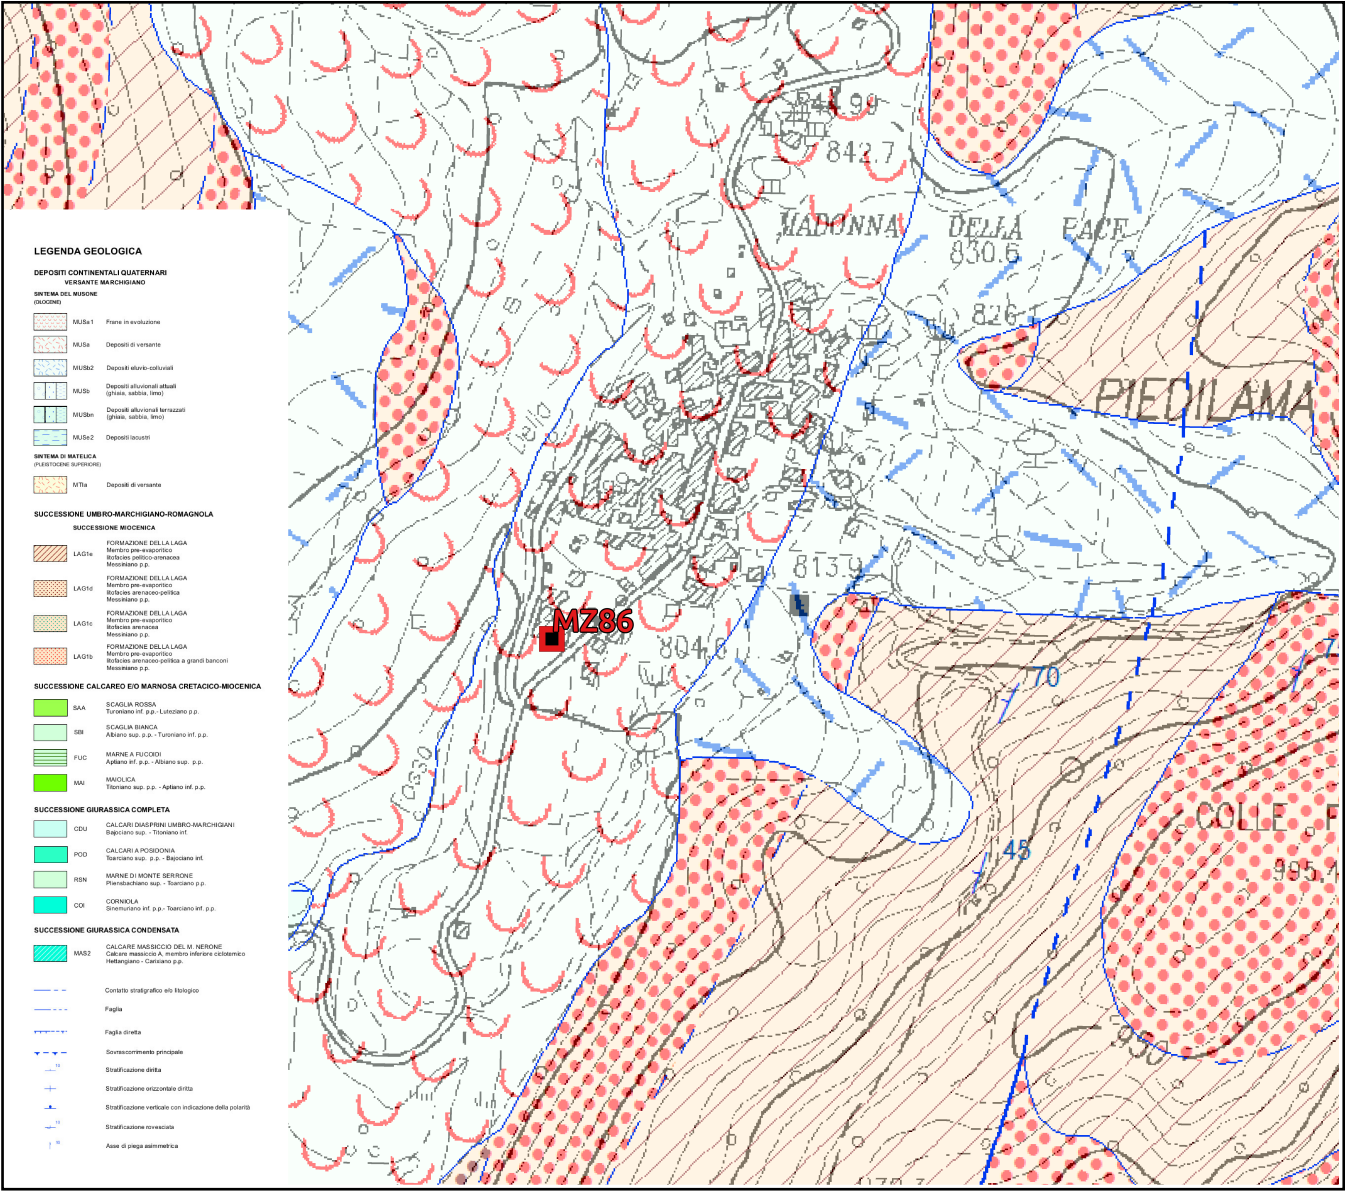 844.99
842.7
MADONNA DELLA PACE
830.6
826
PIEDILAMA
813.9
MZ86
804.6
70
45
COLLE
995.4
950
LEGENDA GEOLOGICA
DEPOSITI CONTINENTALI QUATERNARI
VERSANTE MARCHIGIANO
SINTEMA DEL MUSONE
(OLOCENE)
MUSa1 Frane in evoluzione
MUSa Depositi di versante
MUSb2 Depositi eluvio-colluviali
MUSb Depositi alluvionali attuali
(ghiaia, sabbia, limo)
MUSbn Depositi alluvionali terrazzati
(ghiaia, sabbia, limo)
MUSe2 Depositi lacustri
SINTEMA DI MATELICA
(PLEISTOCENE SUPERIORE)
MTIa Depositi di versante
SUCCESSIONE UMBRO-MARCHIGIANO-ROMAGNOLA
SUCCESSIONE MIOCENICA
LAG1e FORMAZIONE DELLA LAGA
Membro pre-evaporitico
litofacies pelitico-arenacea
Messiniano p.p.
LAG1d FORMAZIONE DELLA LAGA
Membro pre-evaporitico
litofacies arenaceo-pelitica
Messiniano p.p.
LAG1c FORMAZIONE DELLA LAGA
Membro pre-evaporitico
litofacies arenacea
Messiniano p.p.
LAG1b FORMAZIONE DELLA LAGA
Membro pre-evaporitico
litofacies arenaceo-pelitica a grandi banconi
Messiniano p.p.
SUCCESSIONE CALCAREO E/O MARNOSA CRETACICO-MIOCENICA
SAA SCAGLIA ROSSA
Turoniano inf. p.p.- Luteziano p.p.
SBI SCAGLIA BIANCA
Albiano sup. p.p. - Turoniano inf. p.p.
FUC MARNE A FUCOIDI
Aptiano inf. p.p. - Albiano sup. p.p.
MAI MAIOLICA
Titoniano sup. p.p. - Aptiano inf. p.p.
SUCCESSIONE GIURASSICA COMPLETA
CDU CALCARI DIASPRINI UMBRO-MARCHIGIANI
Bajociano sup. - Titoniano inf.
POD CALCARI A POSIDONIA
Toarciano sup. p.p. - Bajociano inf.
RSN MARNE DI MONTE SERRONE
Pliensbachiano sup. - Toarciano p.p.
COI CORNIOLA
Sinemuriano inf. p.p.- Toarciano inf. p.p.
SUCCESSIONE GIURASSICA CONDENSATA
MAS2 CALCARE MASSICCIO DEL M. NERONE
Calcare massiccio A, membro inferiore ciclotemico
Hettangiano - Carixiano p.p.
Contatto stratigrafico e/o litologico
Faglia
Faglia diretta
Sovrascorrimento principale
Stratificazione diritta
Stratificazione orizzontale diritta
Stratificazione verticale con indicazione della polarità
Stratificazione rovesciata
Asse di piega asimmetrica